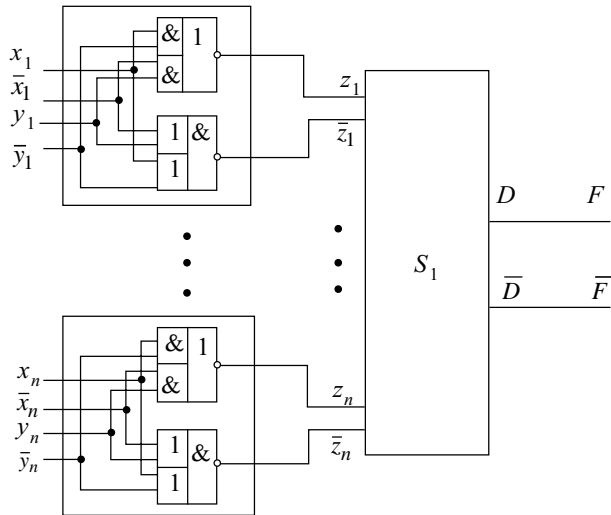 & 1
x₁
&
x̄₁
z₁
y₁
1 &
z̄₁
ȳ₁
1
D F
S₁
D̄ F̄
& 1
xₙ
&
x̄ₙ
zₙ
yₙ
1 &
z̄ₙ
ȳₙ
1